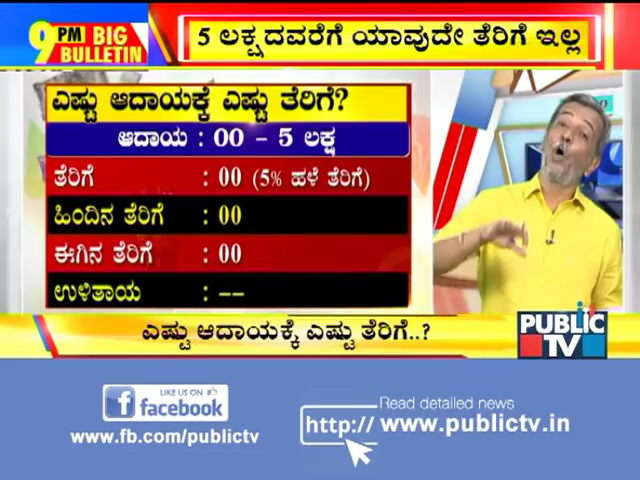 9PM BIG BULLETIN
5 ಲಕ್ಷದವರೆಗೆ ಯಾವುದೇ ತೆರಿಗೆ ಇಲ್ಲ
ಎಷ್ಟು ಆದಾಯಕ್ಕೆ ಎಷ್ಟು ತೆರಿಗೆ?
ಆದಾಯ : 00 – 5 ಲಕ್ಷ
ತೆರಿಗೆ : 00 (5% ಹಳೆ ತೆರಿಗೆ)
ಹಿಂದಿನ ತೆರಿಗೆ : 00
ಈಗಿನ ತೆರಿಗೆ : 00
ಉಳಿತಾಯ : --
ಎಷ್ಟು ಆದಾಯಕ್ಕೆ ಎಷ್ಟು ತೆರಿಗೆ..?
PUBLIC TV
LIKE US ON
facebook
www.fb.com/publictv
Read detailed news
http:// www.publictv.in